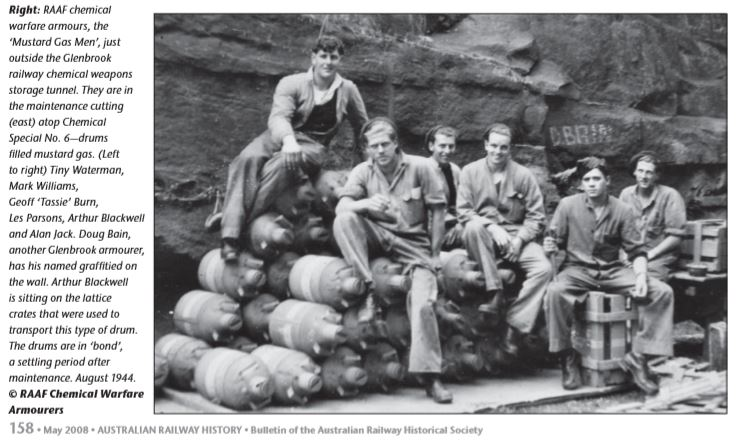 Right: RAAF chemical
warfare armours, the
‘Mustard Gas Men’, just
outside the Glenbrook
railway chemical weapons
storage tunnel. They are in
the maintenance cutting
(east) atop Chemical
Special No. 6—drums
filled mustard gas. (Left
to right) Tiny Waterman,
Mark Williams,
Geoff ‘Tassie’ Burn,
Les Parsons, Arthur Blackwell
and Alan Jack. Doug Bain,
another Glenbrook armourer,
has his named graffitied on
the wall. Arthur Blackwell
is sitting on the lattice
crates that were used to
transport this type of drum.
The drums are in ‘bond’,
a settling period after
maintenance. August 1944.
© RAAF Chemical Warfare
Armourers
158 • May 2008 • AUSTRALIAN RAILWAY HISTORY • Bulletin of the Australian Railway Historical Society